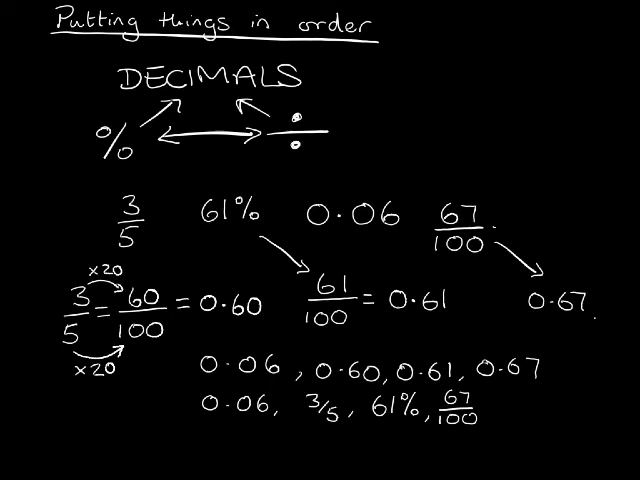 Putting things in order
DECIMALS
% ÷
3/5 61% 0.06 67/100
×20
3/5 = 60/100 = 0.60 61/100 = 0.61 0.67
×20
0.06, 0.60, 0.61, 0.67
0.06, 3/5, 61%, 67/100